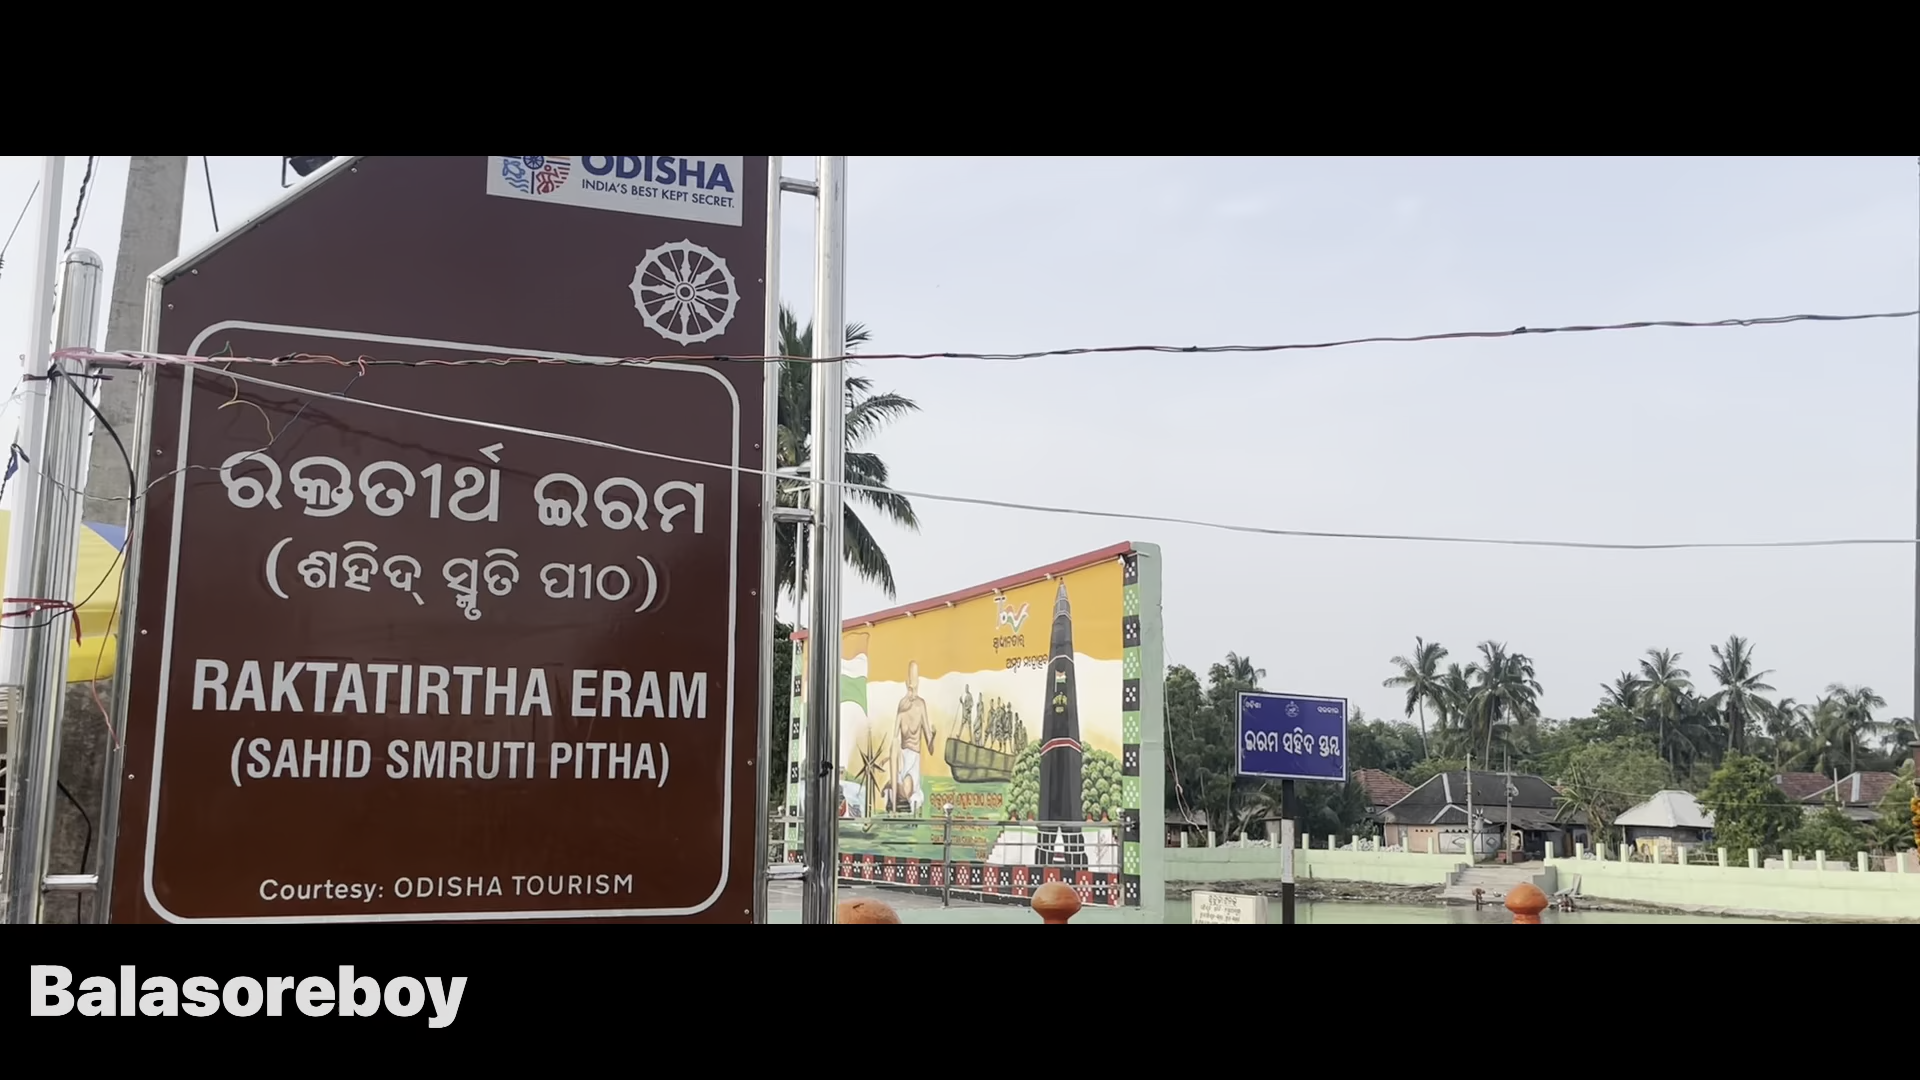 ODISHA
INDIA'S BEST KEPT SECRET.
ରକ୍ତତୀର୍ଥ ଇରମ
(ଶହିଦ୍ ସ୍ମୃତି ପୀଠ)
RAKTATIRTHA ERAM
(SAHID SMRUTI PITHA)
Courtesy: ODISHA TOURISM
ଇରମ ସହିଦ ସ୍ତମ୍ଭ
Balasoreboy